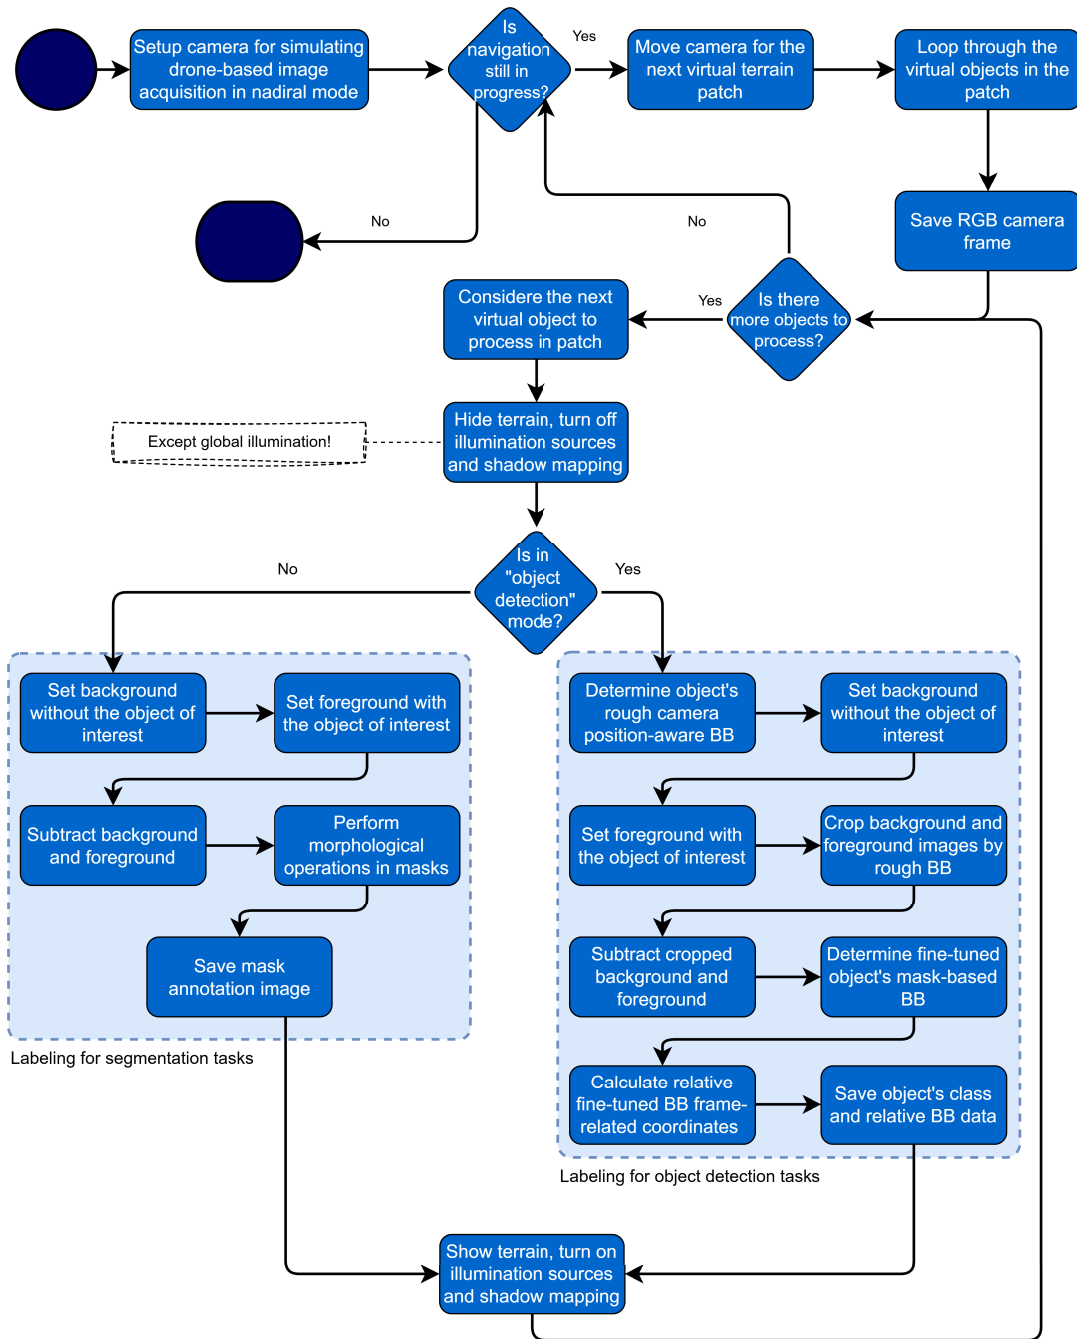 Setup camera for simulating
drone-based image
acquisition in nadiral mode
Is
navigation
still in
progress?
Yes
Move camera for the
next virtual terrain
patch
Loop through the
virtual objects in the
patch
No
No
Save RGB camera
frame
Considere the next
virtual object to
process in patch
Yes
Is there
more objects to
process?
Except global illumination!
Hide terrain, turn off
illumination sources
and shadow mapping
No
Is in
"object
detection"
mode?
Yes
Set background
without the object of
interest
Set foreground with
the object of interest
Subtract background
and foreground
Perform
morphological
operations in masks
Save mask
annotation image
Labeling for segmentation tasks
Determine object's
rough camera
position-aware BB
Set background
without the object of
interest
Set foreground with
the object of interest
Crop background and
foreground images by
rough BB
Subtract cropped
background and
foreground
Determine fine-tuned
object's mask-based
BB
Calculate relative
fine-tuned BB frame-
related coordinates
Save object's class
and relative BB data
Labeling for object detection tasks
Show terrain, turn on
illumination sources
and shadow mapping